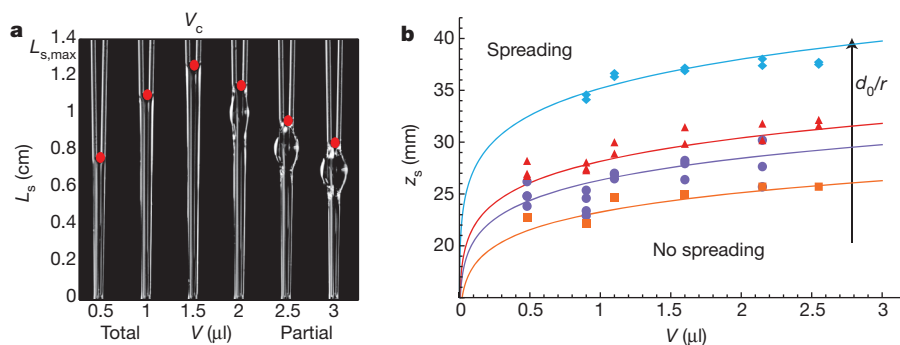 a
V_c
L_s,max
1.4
1.2
1.0
0.8
0.6
0.4
0.2
0
L_s (cm)
0.5 1 1.5 2 2.5 3
Total V (μl) Partial
b
40
35
30
25
20
z_s (mm)
Spreading
d_0/r
No spreading
0 0.5 1 1.5 2 2.5 3
V (μl)